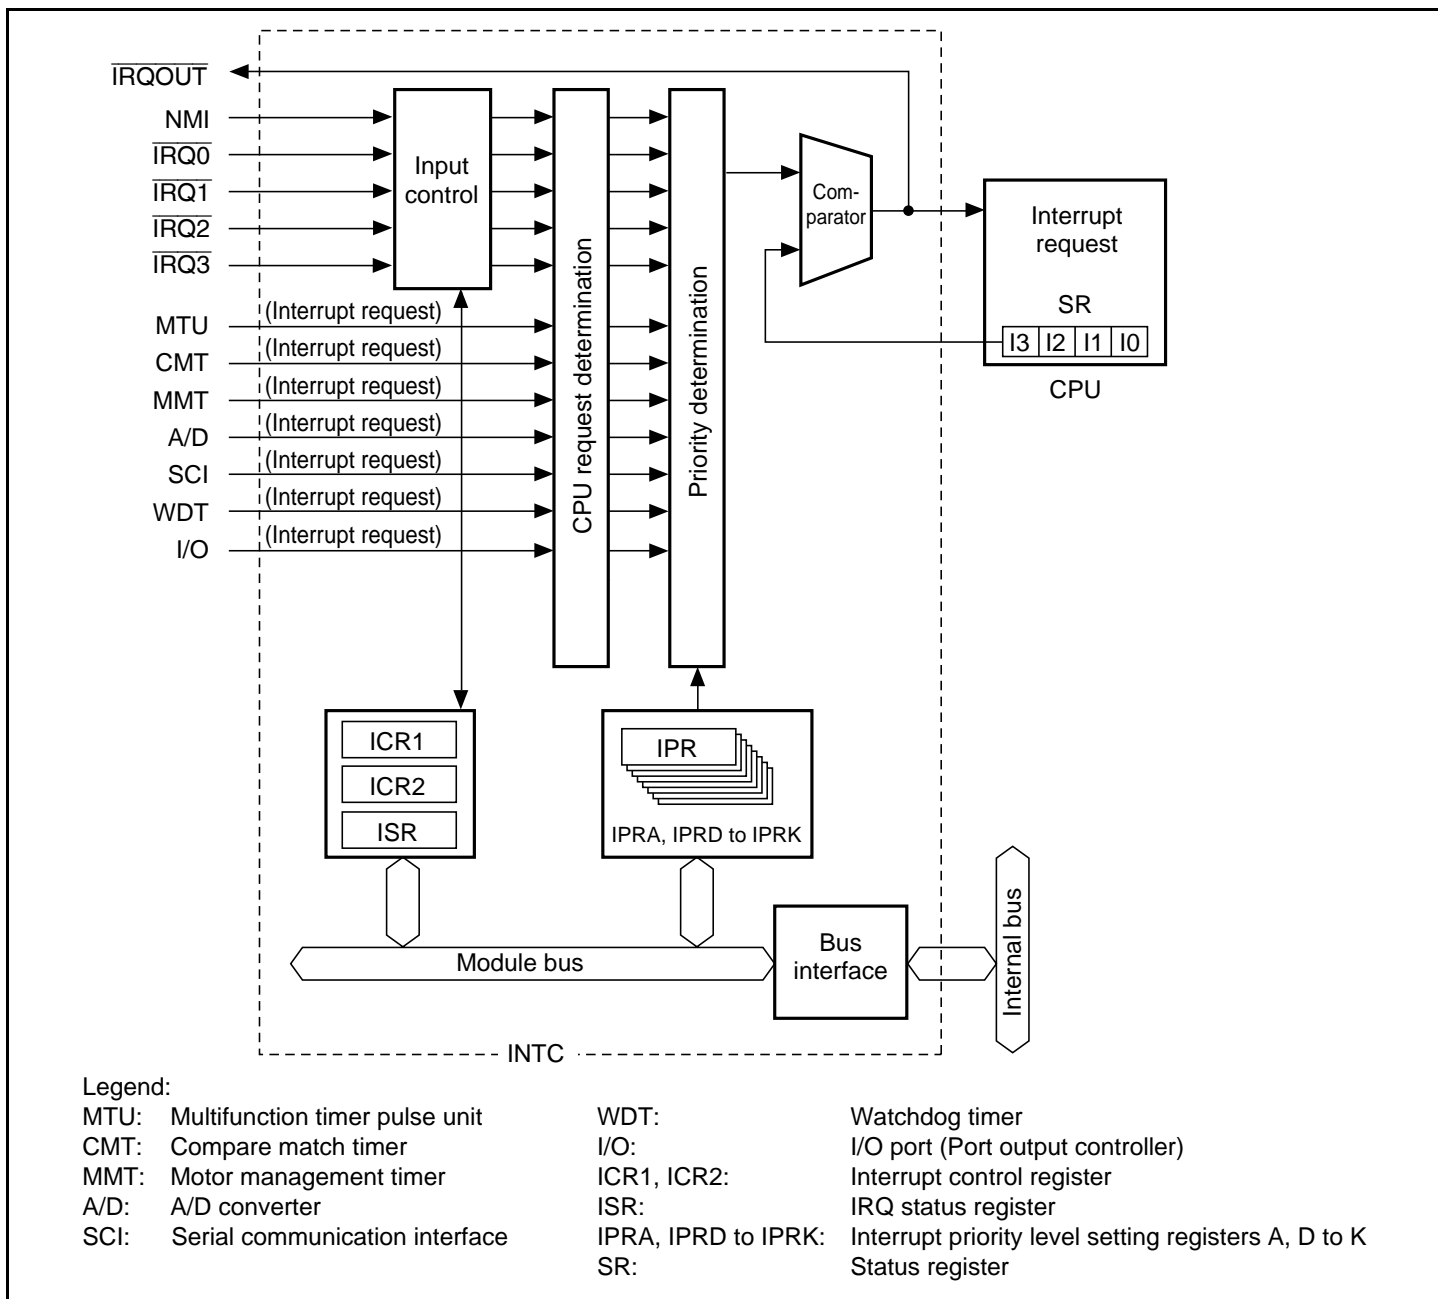 IRQOUT
NMI
IRQ0
IRQ1
IRQ2
IRQ3
MTU
CMT
MMT
A/D
SCI
WDT
I/O
(Interrupt request)
(Interrupt request)
(Interrupt request)
(Interrupt request)
(Interrupt request)
(Interrupt request)
(Interrupt request)
Input
control
CPU request determination
Priority determination
Com-
parator
Interrupt
request
SR
I3 I2 I1 I0
CPU
ICR1
ICR2
ISR
IPR
IPRA, IPRD to IPRK
Module bus
Bus
interface
Internal bus
INTC
Legend:
MTU: Multifunction timer pulse unit
CMT: Compare match timer
MMT: Motor management timer
A/D: A/D converter
SCI: Serial communication interface
WDT: Watchdog timer
I/O: I/O port (Port output controller)
ICR1, ICR2: Interrupt control register
ISR: IRQ status register
IPRA, IPRD to IPRK: Interrupt priority level setting registers A, D to K
SR: Status register